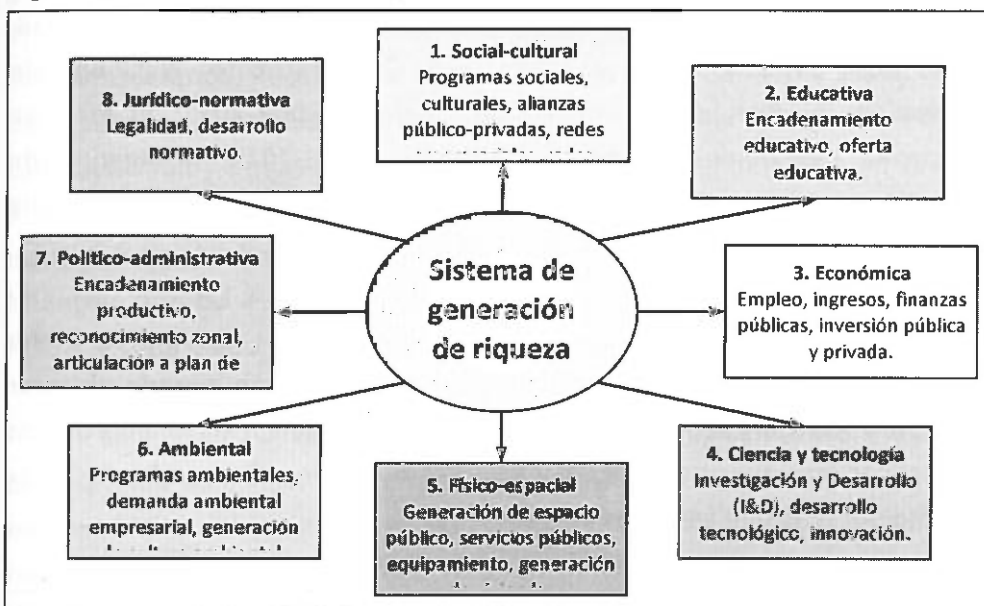 Sistema de
generación
de riqueza
1. Social-cultural
Programas sociales,
culturales, alianzas
público-privadas, redes
2. Educativa
Encadenamiento
educativo, oferta
educativa.
3. Económica
Empleo, ingresos, finanzas
públicas, inversión pública
y privada.
4. Ciencia y tecnología
Investigación y Desarrollo
(I&D), desarrollo
tecnológico, innovación.
5. Físico-espacial
Generación de espacio
público, servicios públicos,
equipamiento, generación
6. Ambiental
Programas ambientales,
demanda ambiental
empresarial, generación
7. Político-administrativa
Encadenamiento
productivo,
reconocimiento zonal,
articulación a plan de
8. Jurídico-normativa
Legalidad, desarrollo
normativo.